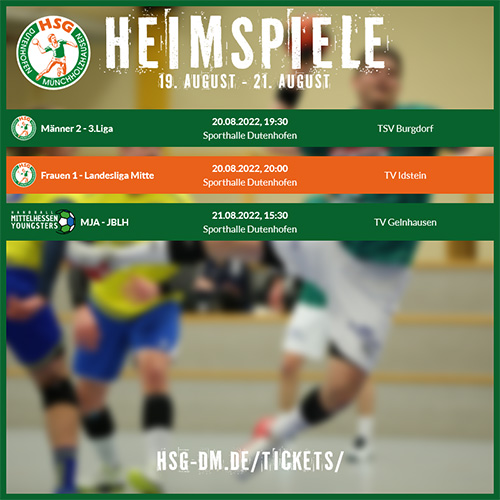 HSG
DUTENHOFEN
MÜNCHHOLZHAUSEN
HEIMSPIELE
19. AUGUST - 21. AUGUST
Männer 2 - 3.Liga
20.08.2022, 19:30
Sporthalle Dutenhofen
TSV Burgdorf
Frauen 1 - Landesliga Mitte
20.08.2022, 20:00
Sporthalle Dutenhofen
TV Idstein
HANDBALL
MITTELHESSEN
YOUNGSTERS
MJA - JBLH
21.08.2022, 15:30
Sporthalle Dutenhofen
TV Gelnhausen
HSG-DM.DE/TICKETS/